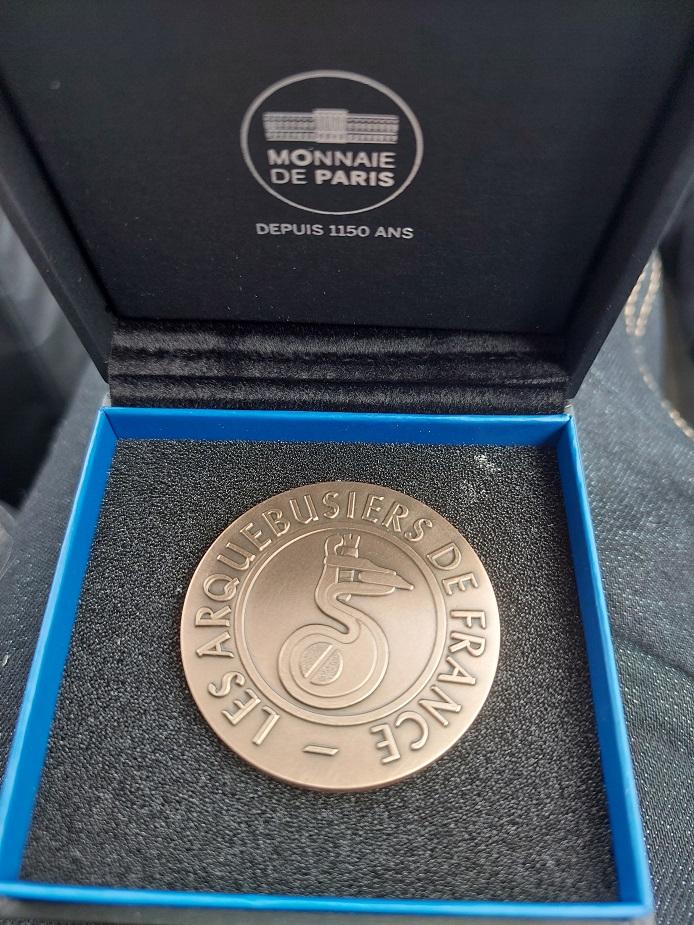 MONNAIE
DE PARIS
DEPUIS 1150 ANS
LES ARQUEBUSIERS DE FRANCE –